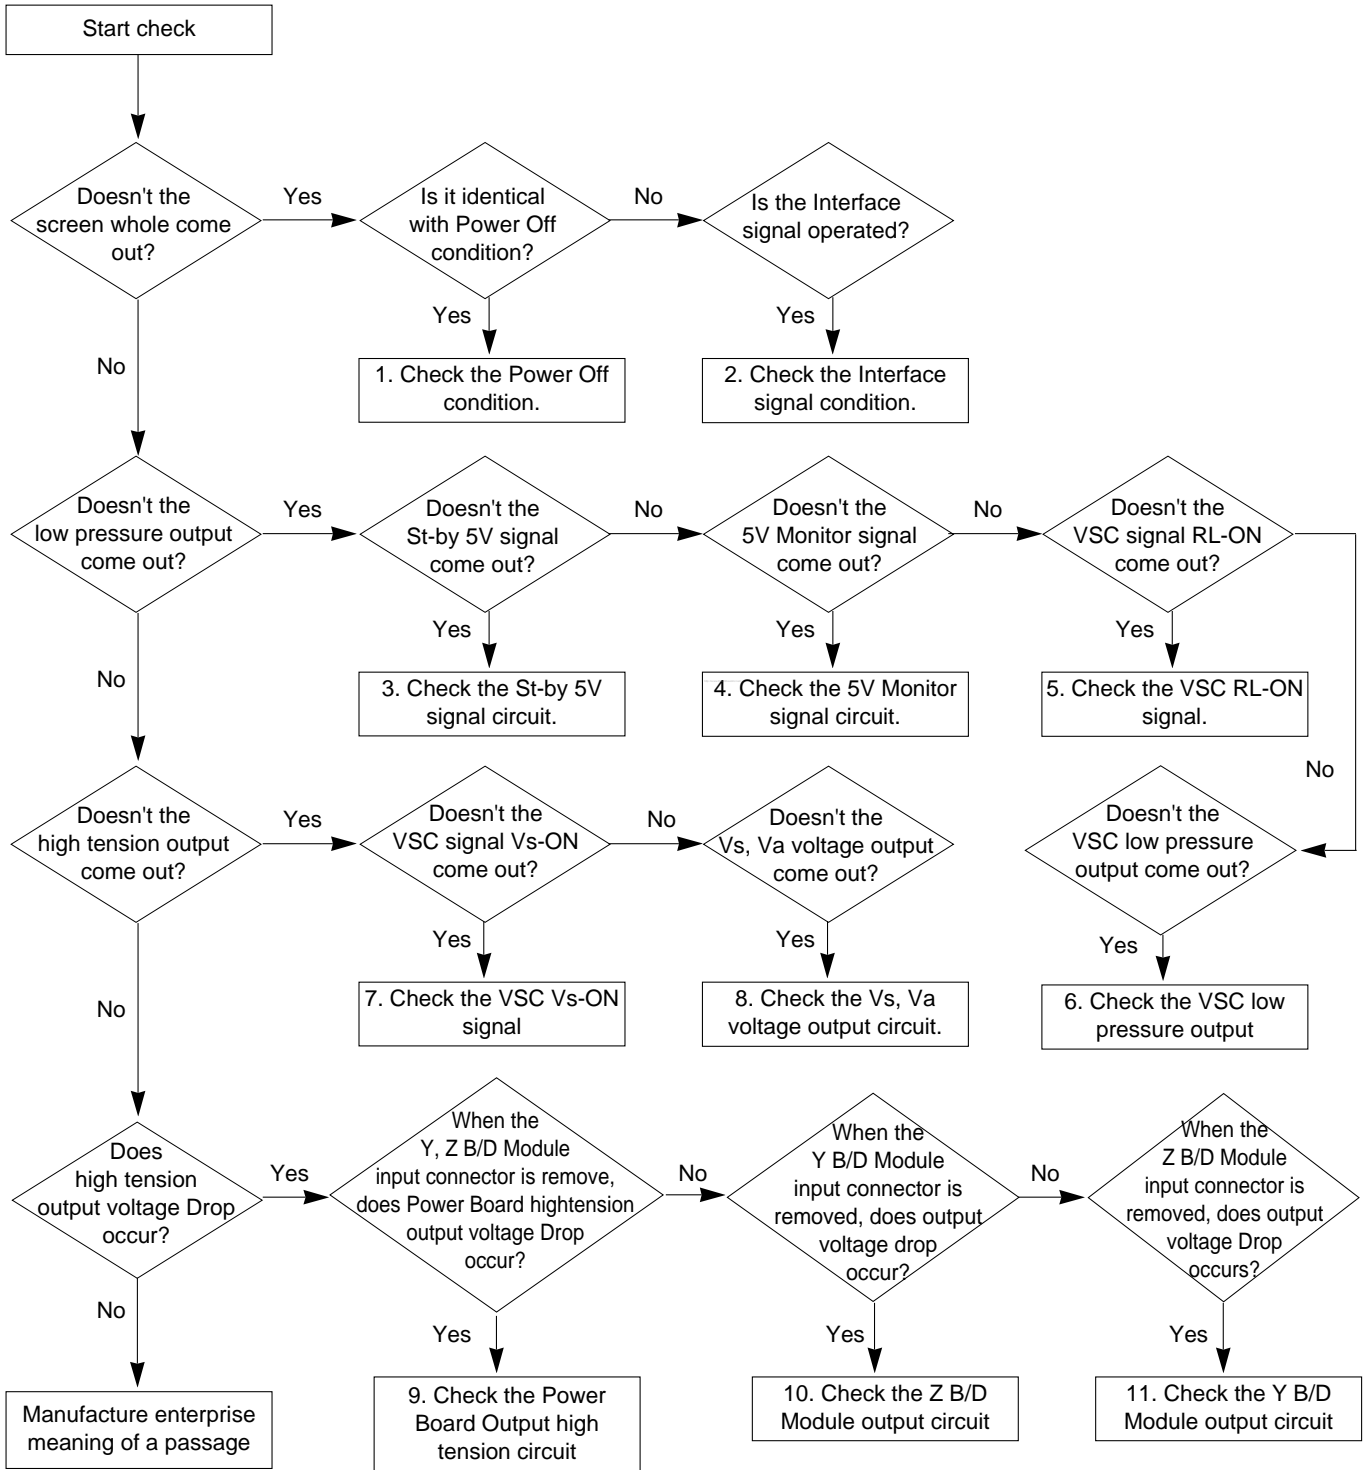 Start check
Doesn't the
screen whole come
out?
Yes
Is it identical
with Power Off
condition?
No
Is the Interface
signal operated?
No
Yes
1. Check the Power Off
condition.
Yes
2. Check the Interface
signal condition.
Doesn't the
low pressure output
come out?
Yes
Doesn't the
St-by 5V signal
come out?
No
Doesn't the
5V Monitor signal
come out?
No
Doesn't the
VSC signal RL-ON
come out?
No
Yes
3. Check the St-by 5V
signal circuit.
Yes
4. Check the 5V Monitor
signal circuit.
Yes
5. Check the VSC RL-ON
signal.
No
Doesn't the
high tension output
come out?
Yes
Doesn't the
VSC signal Vs-ON
come out?
No
Doesn't the
Vs, Va voltage output
come out?
Doesn't the
VSC low pressure
output come out?
No
Yes
7. Check the VSC Vs-ON
signal
Yes
8. Check the Vs, Va
voltage output circuit.
Yes
6. Check the VSC low
pressure output
Does
high tension
output voltage Drop
occur?
Yes
When the
Y, Z B/D Module
input connector is remove,
does Power Board hightension
output voltage Drop
occur?
No
When the
Y B/D Module
input connector is
removed, does output
voltage drop
occur?
No
When the
Z B/D Module
input connector is
removed, does output
voltage Drop
occurs?
No
Manufacture enterprise
meaning of a passage
Yes
9. Check the Power
Board Output high
tension circuit
Yes
10. Check the Z B/D
Module output circuit
Yes
11. Check the Y B/D
Module output circuit